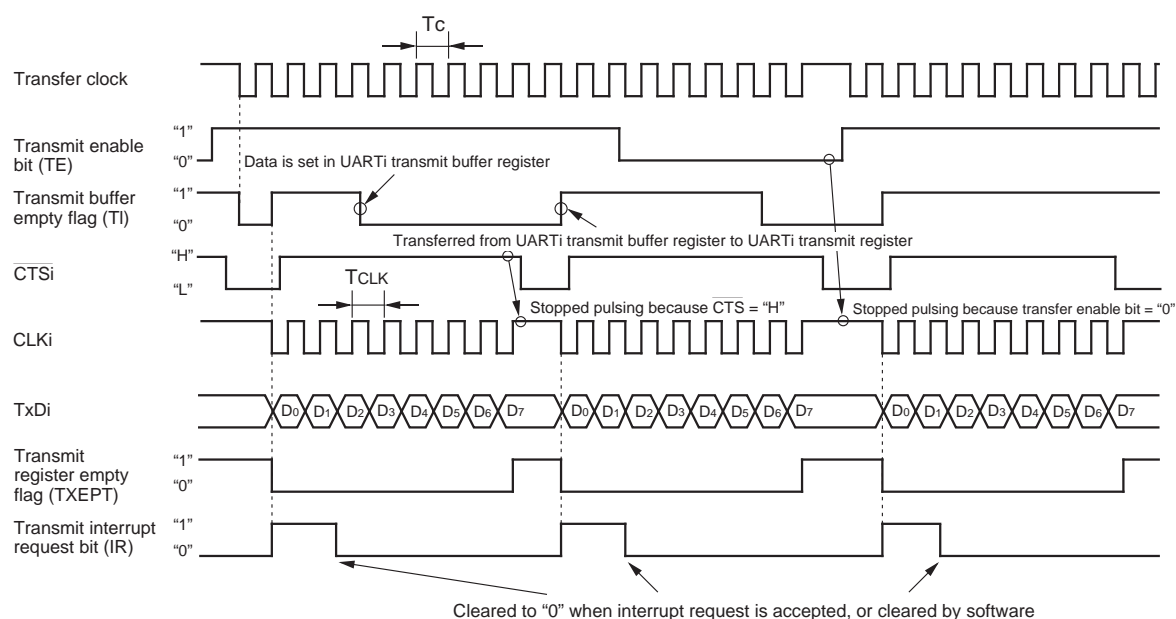 Tc
Transfer clock
Transmit enable
bit (TE)
“1”
“0”
Data is set in UARTi transmit buffer register
Transmit buffer
empty flag (TI)
“1”
“0”
Transferred from UARTi transmit buffer register to UARTi transmit register
CTSi
“H”
“L”
TCLK
Stopped pulsing because CTS = “H”
Stopped pulsing because transfer enable bit = “0”
CLKi
TxDi
D0 D1 D2 D3 D4 D5 D6 D7 D0 D1 D2 D3 D4 D5 D6 D7 D0 D1 D2 D3 D4 D5 D6 D7
Transmit
register empty
flag (TXEPT)
“1”
“0”
Transmit interrupt
request bit (IR)
“1”
“0”
Cleared to “0” when interrupt request is accepted, or cleared by software